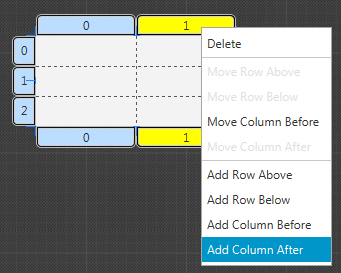 0 1
Delete
0
Move Row Above
1
Move Row Below
2
Move Column Before
0 1
Move Column After
Add Row Above
Add Row Below
Add Column Before
Add Column After